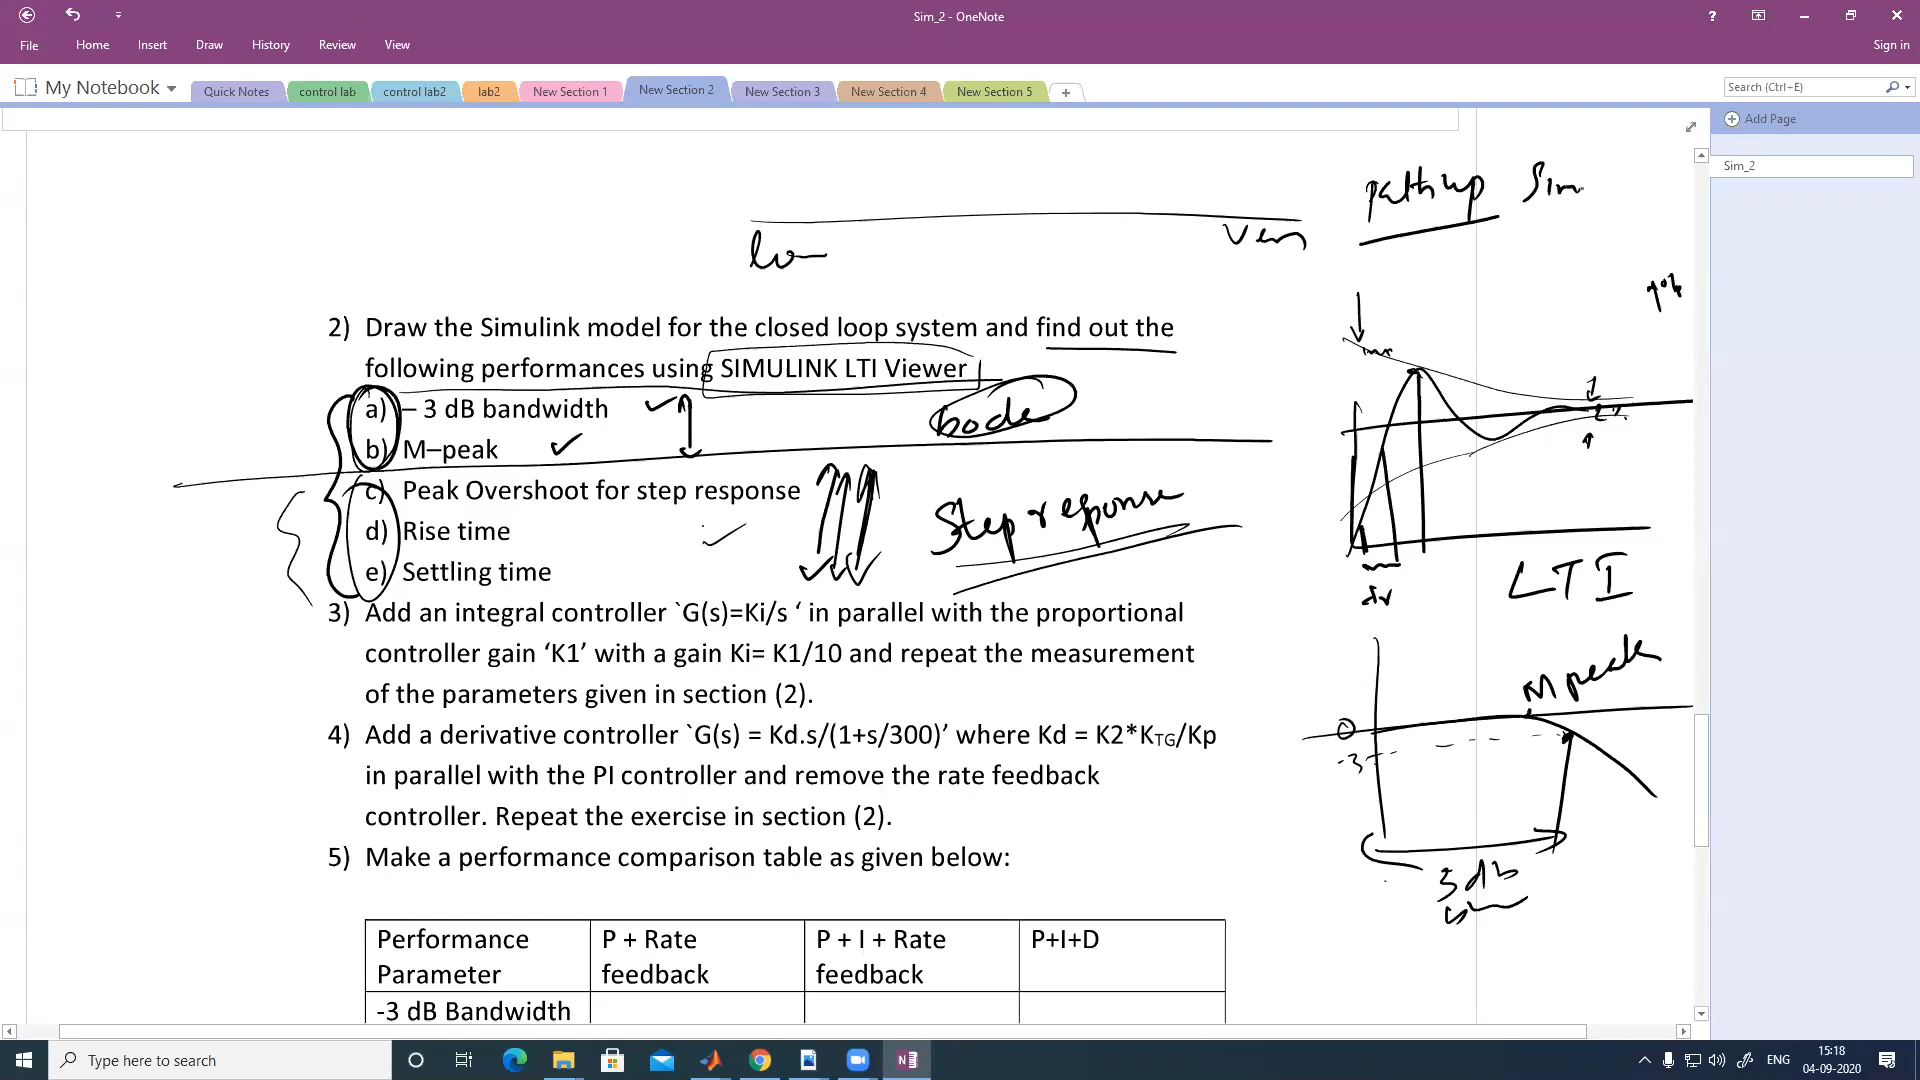 Sim_2 - OneNote
File Home Insert Draw History Review View
Sign in
My Notebook
Quick Notes control lab control lab2 lab2 New Section 1 New Section 2 New Section 3 New Section 4 New Section 5
Search (Ctrl+E)
Add Page
Sim_2
Sim
2) Draw the Simulink model for the closed loop system and find out the
following performances using SIMULINK LTI Viewer
a) – 3 dB bandwidth
bode
b) M–peak
c) Peak Overshoot for step response
Step reponse
d) Rise time
e) Settling time
LTI
3) Add an integral controller `G(s)=Ki/s ‘ in parallel with the proportional
controller gain ‘K1’ with a gain Ki= K1/10 and repeat the measurement
of the parameters given in section (2).
M peak
4) Add a derivative controller `G(s) = Kd.s/(1+s/300)’ where Kd = K2*KTG/Kp
0
-3
in parallel with the PI controller and remove the rate feedback
controller. Repeat the exercise in section (2).
5) Make a performance comparison table as given below:
3 db
Performance Parameter P + Rate feedback P + I + Rate feedback P+I+D
-3 dB Bandwidth
Type here to search
ENG
15:18
04-09-2020